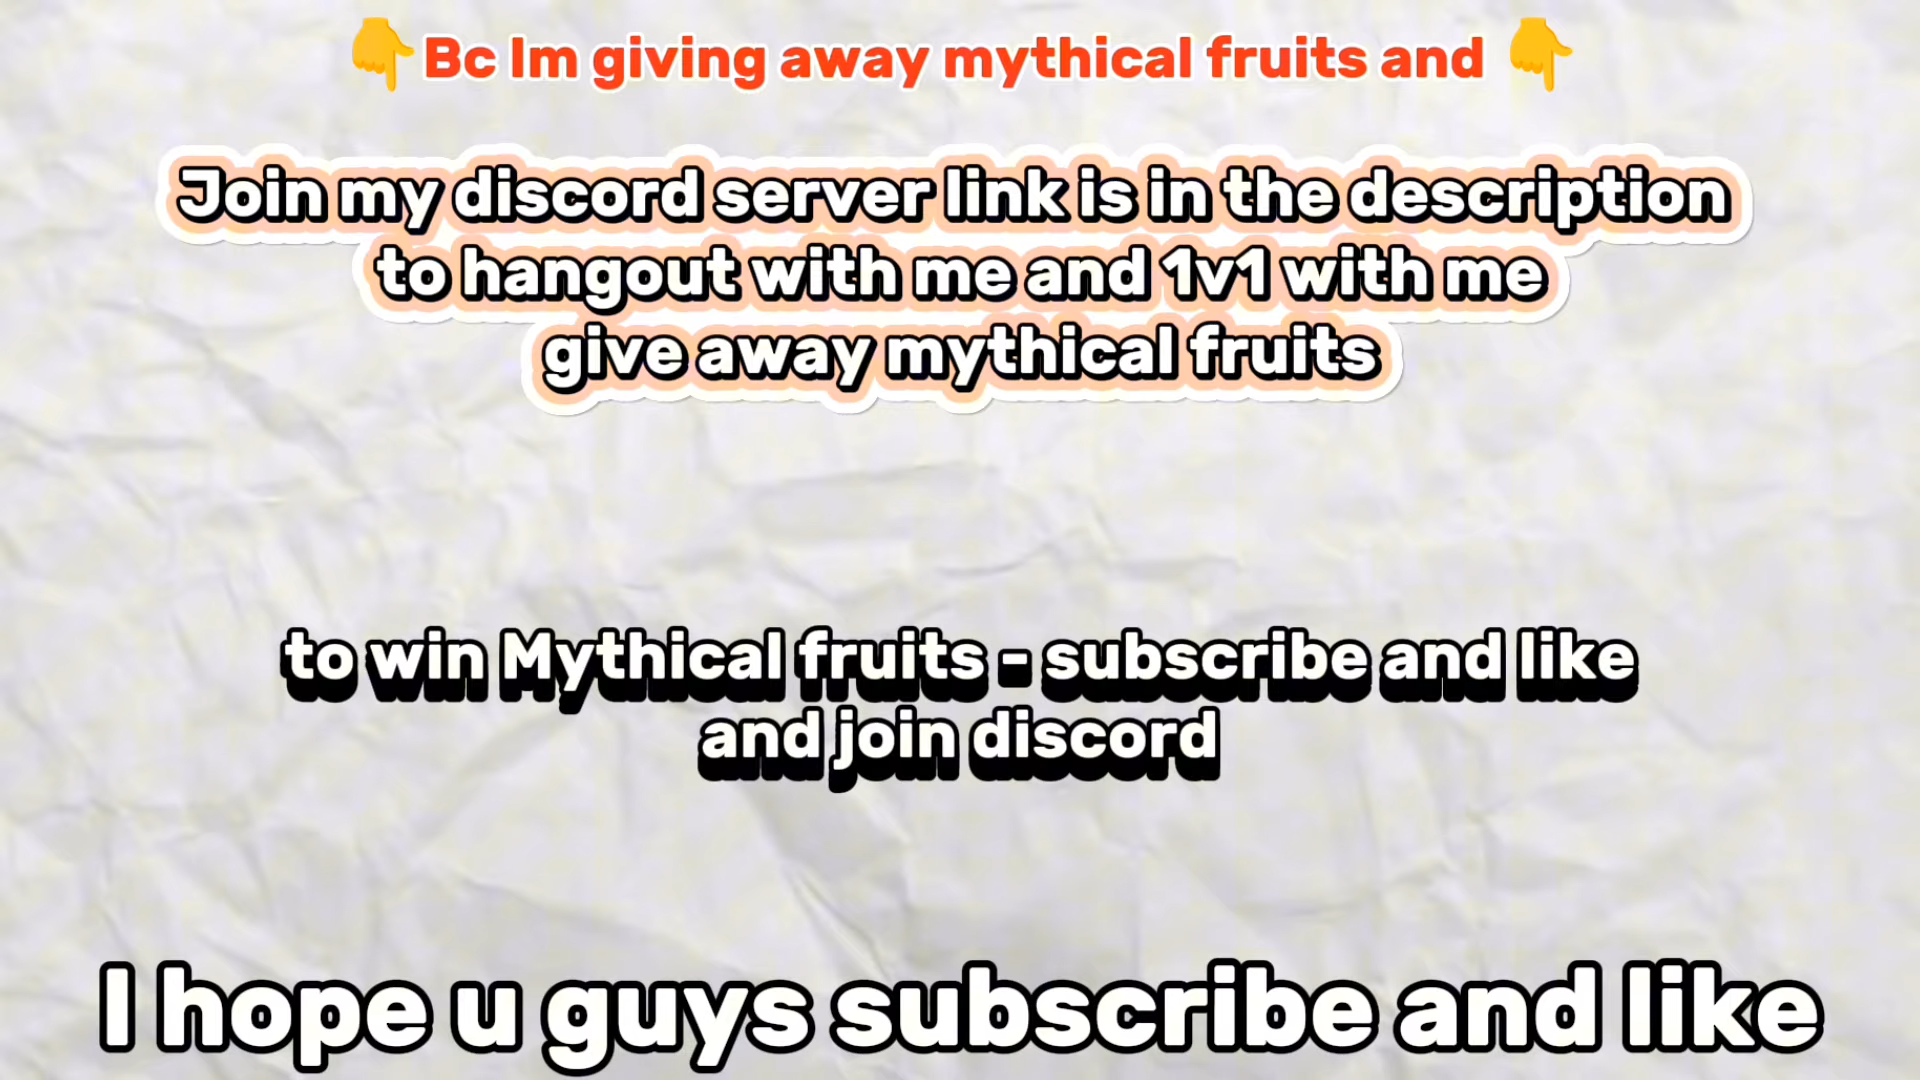 👇Bc Im giving away mythical fruits and 👇
Join my discord server link is in the description
to hangout with me and 1v1 with me
give away mythical fruits
to win Mythical fruits - subscribe and like
and join discord
I hope u guys subscribe and like